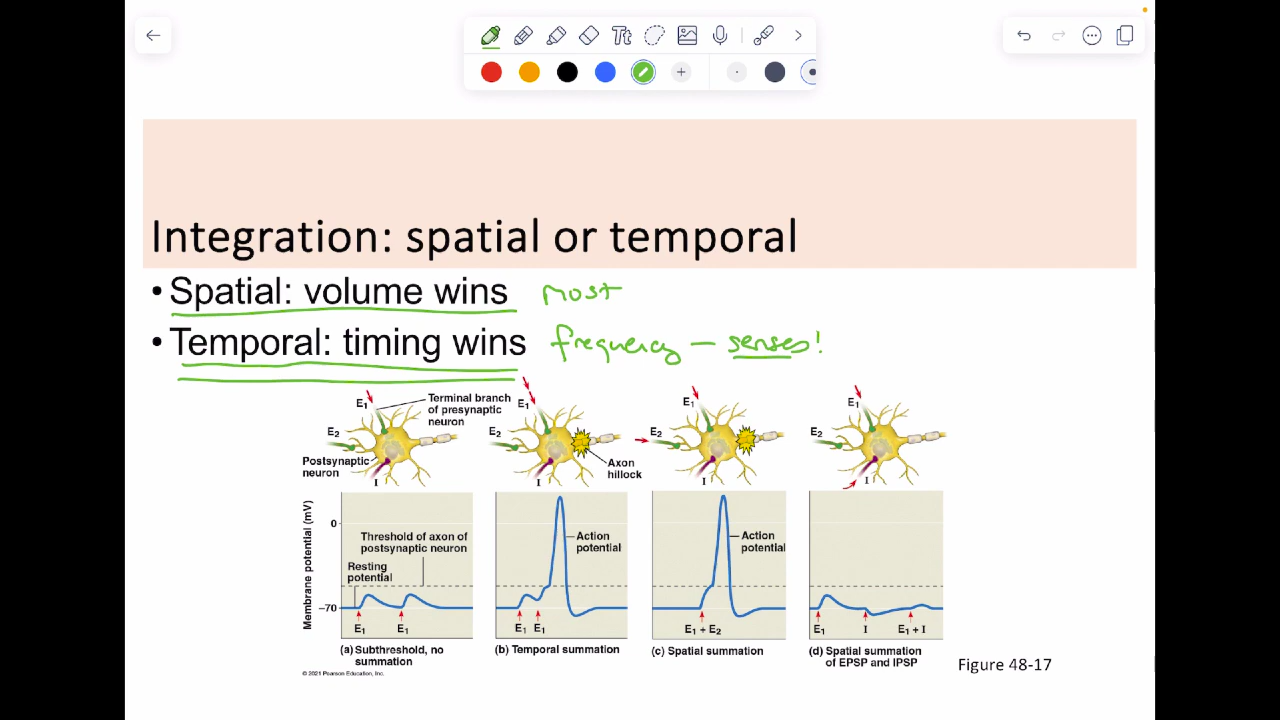 Tt
Integration: spatial or temporal
• Spatial: volume wins most
• Temporal: timing wins frequency – senses!
E1 Terminal branch of presynaptic neuron
E2
Postsynaptic neuron
I
E1
E2
Axon hillock
I
E1
E2
I
E1
E2
I
Membrane potential (mV)
0
–70
Threshold of axon of postsynaptic neuron
Resting potential
E1 E1
Action potential
E1 E1
Action potential
E1 + E2
E1 I E1 + I
(a) Subthreshold, no summation
(b) Temporal summation
(c) Spatial summation
(d) Spatial summation of EPSP and IPSP
Figure 48-17
© 2021 Pearson Education, Inc.